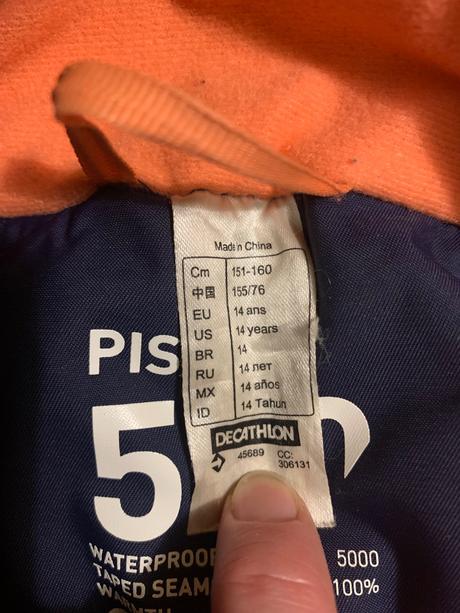 Made in China
Cm 151-160
中国 155/76
EU 14 ans
US 14 years
BR 14
RU 14 лет
MX 14 años
ID 14 Tahun
DECATHLON
45689 CC:
306131
PIS
5
WATERPROOF 5000
TAPED SEAM 100%